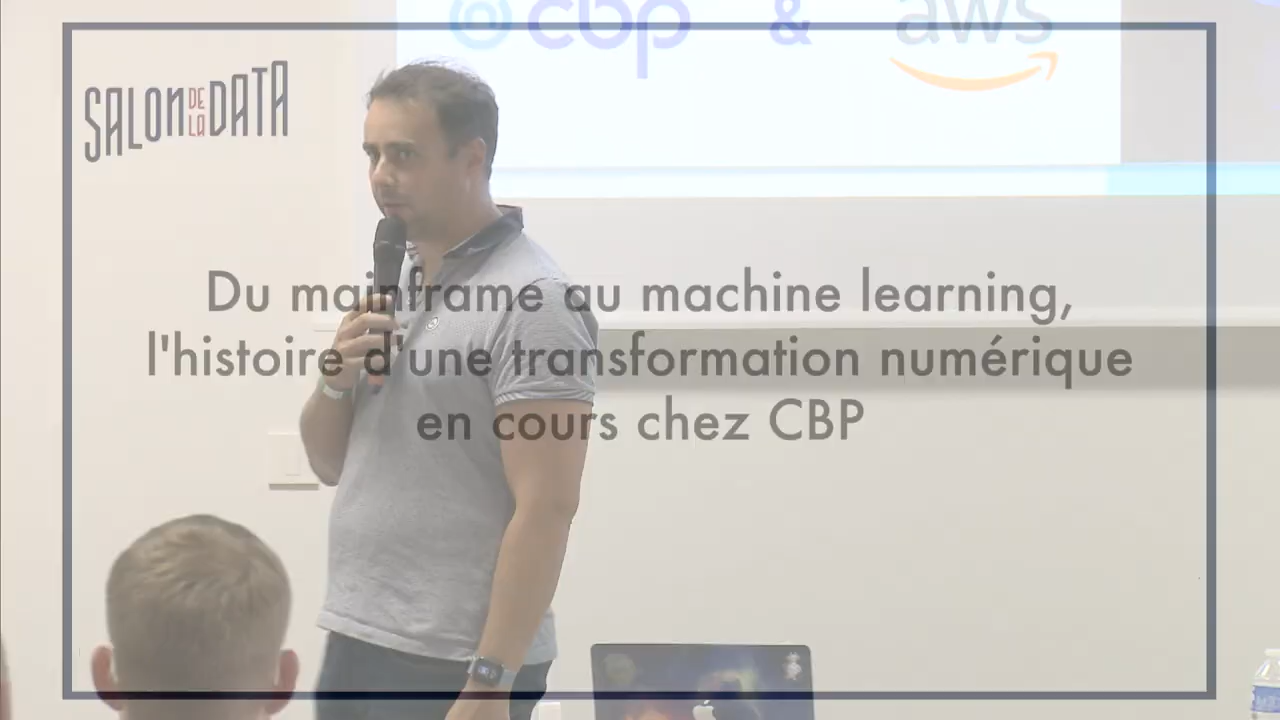 cbp & aws
SALON DE LA DATA
Du mainframe au machine learning,
l'histoire d'une transformation numérique
en cours chez CBP